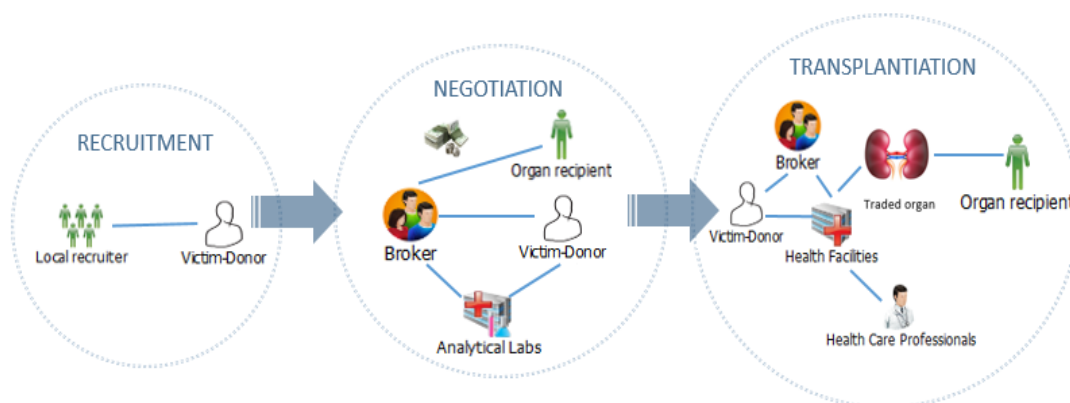 RECRUITMENT
Local recruiter
Victim-Donor
NEGOTIATION
Organ recipient
Broker
Victim-Donor
Analytical Labs
TRANSPLANTIATION
Broker
Traded organ
Organ recipient
Victim-Donor
Health Facilities
Health Care Professionals